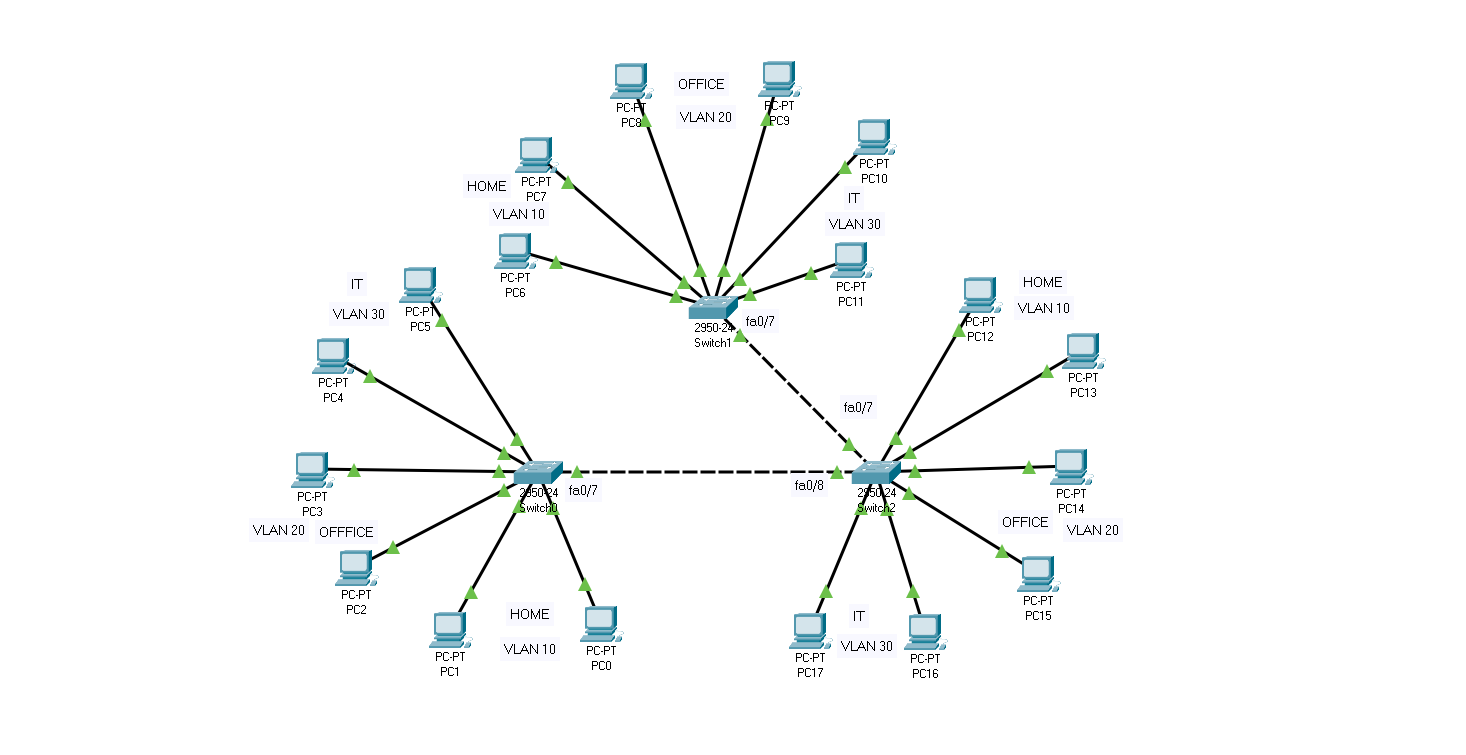 OFFICE
VLAN 20
PC-PT
PC8
PC-PT
PC9
PC-PT
PC10
HOME
VLAN 10
PC-PT
PC7
IT
VLAN 30
PC-PT
PC6
PC-PT
PC11
2950-24
Switch1
fa0/7
IT
VLAN 30
PC-PT
PC5
PC-PT
PC4
HOME
VLAN 10
PC-PT
PC12
PC-PT
PC13
fa0/7
PC-PT
PC3
VLAN 20
OFFFICE
2950-24
Switch0
fa0/7
fa0/8
2950-24
Switch2
PC-PT
PC14
OFFICE
VLAN 20
PC-PT
PC2
PC-PT
PC15
HOME
VLAN 10
PC-PT
PC1
PC-PT
PC0
IT
VLAN 30
PC-PT
PC17
PC-PT
PC16